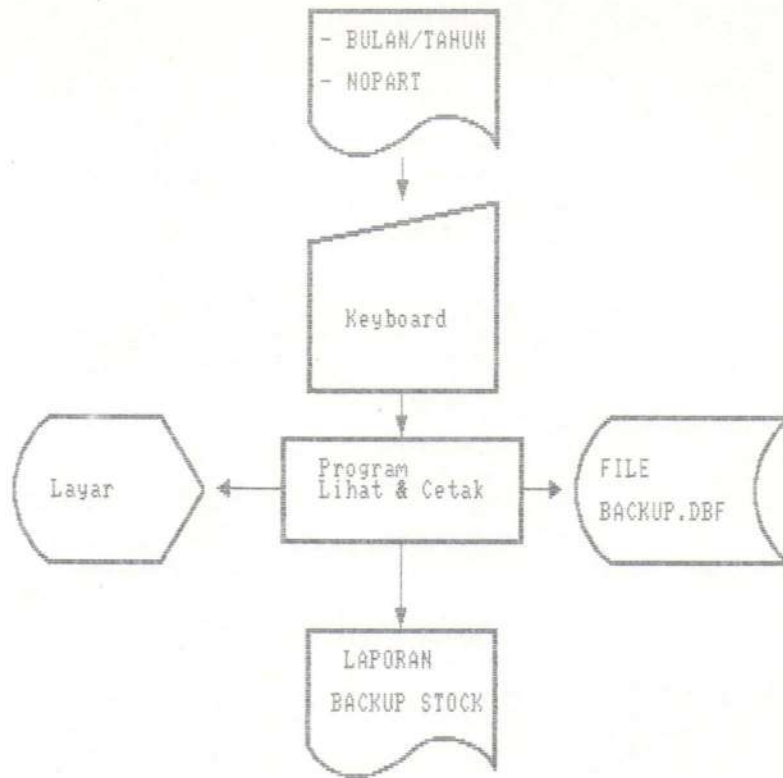 - BULAN/TAHUN
- NOPART
Keyboard
Layar
Program
Lihat & Cetak
FILE
BACKUP.DBF
LAPORAN
BACKUP STOCK